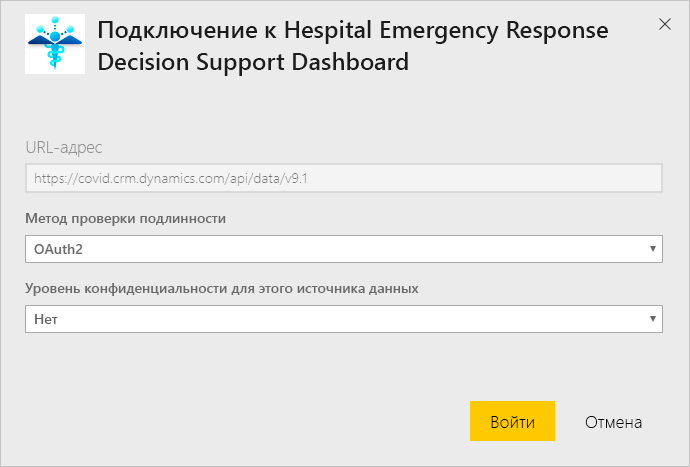 Подключение к Hespital Emergency Response
Decision Support Dashboard
URL-адрес
https://covid.crm.dynamics.com/api/data/v9.1
Метод проверки подлинности
OAuth2
Уровень конфиденциальности для этого источника данных
Нет
Войти Отмена